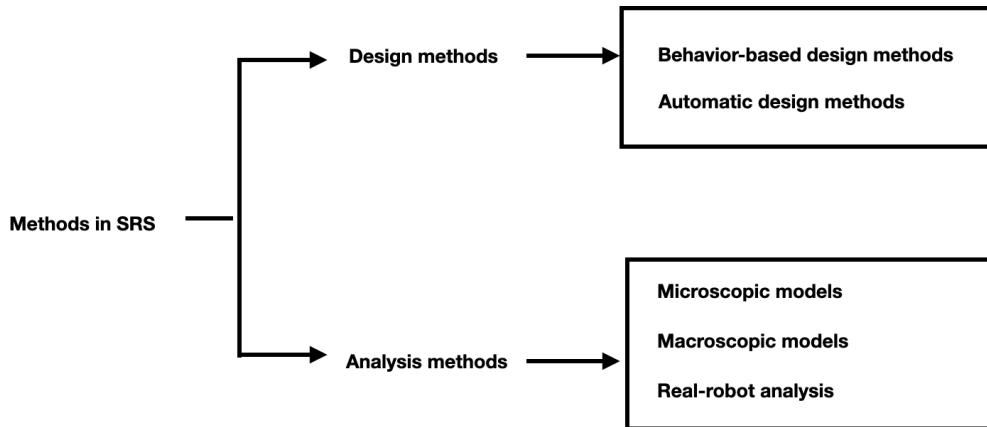 Methods in SRS
Design methods
Behavior-based design methods
Automatic design methods
Analysis methods
Microscopic models
Macroscopic models
Real-robot analysis